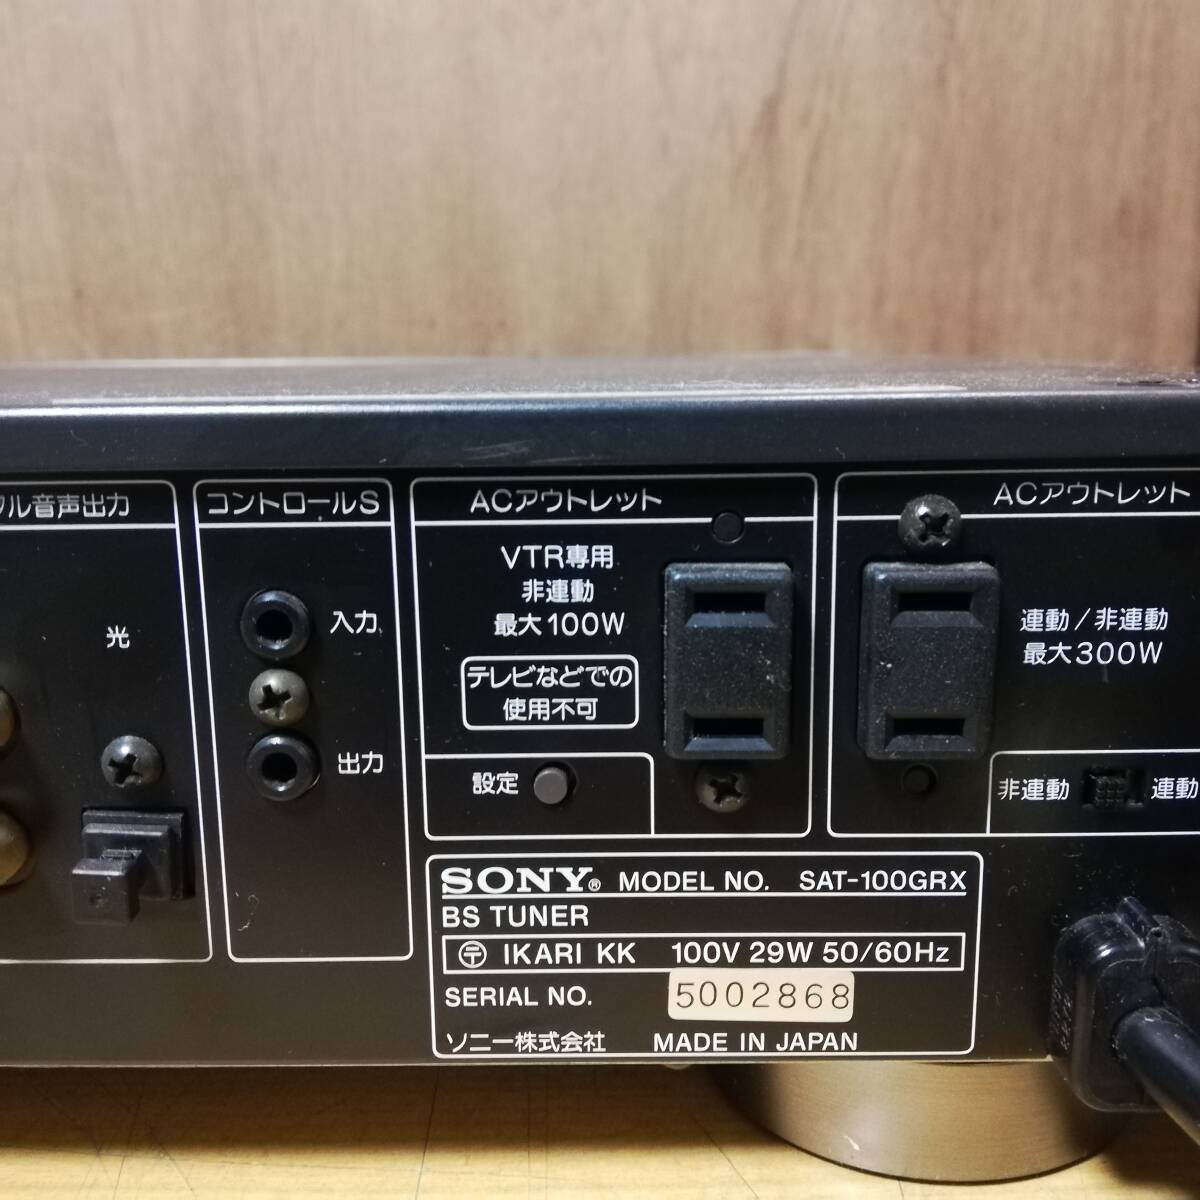 ル音声出力
光
コントロールS
入力
出力
ACアウトレット
VTR専用
非連動
最大100W
テレビなどでの
使用不可
設定
ACアウトレット
連動/非連動
最大300W
非連動
連動
SONY® MODEL NO. SAT-100GRX
BS TUNER
〒 IKARI KK 100V 29W 50/60Hz
SERIAL NO. 5002868
ソニー株式会社 MADE IN JAPAN